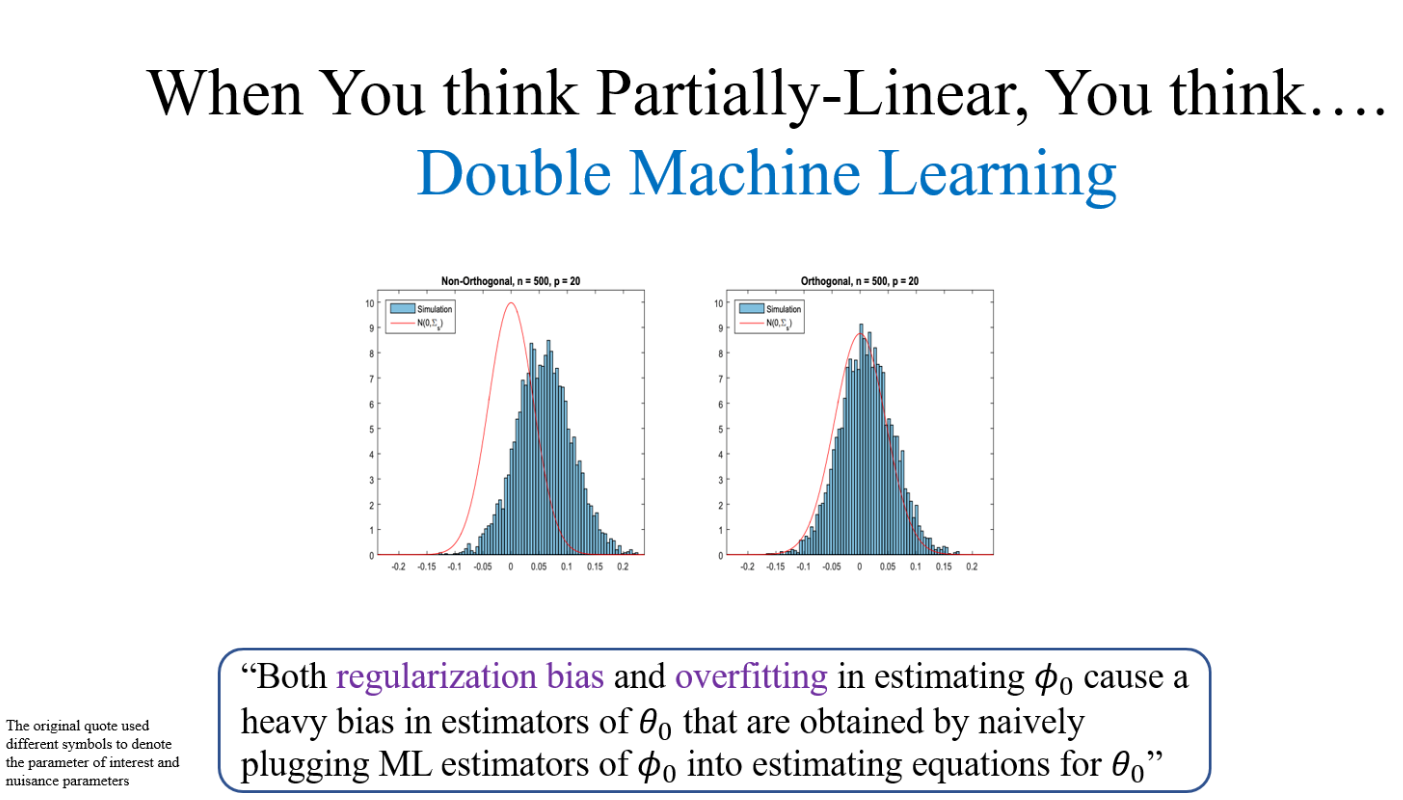 When You think Partially-Linear, You think….
Double Machine Learning
Non-Orthogonal, n = 500, p = 20
Simulation
N(0,Σs)
10
9
8
7
6
5
4
3
2
1
0
-0.2 -0.15 -0.1 -0.05 0 0.05 0.1 0.15 0.2
Orthogonal, n = 500, p = 20
Simulation
N(0,Σs)
10
9
8
7
6
5
4
3
2
1
0
-0.2 -0.15 -0.1 -0.05 0 0.05 0.1 0.15 0.2
“Both regularization bias and overfitting in estimating ϕ0 cause a
heavy bias in estimators of θ0 that are obtained by naively
plugging ML estimators of ϕ0 into estimating equations for θ0”
The original quote used
different symbols to denote
the parameter of interest and
nuisance parameters